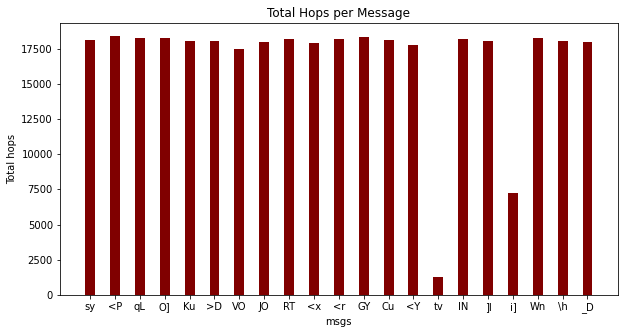 Total Hops per Message
Total hops
17500
15000
12500
10000
7500
5000
2500
0
sy <P qL O] Ku >D VO JO RT <x <r GY Cu <Y tv IN ]I i] Wn \h _D
msgs